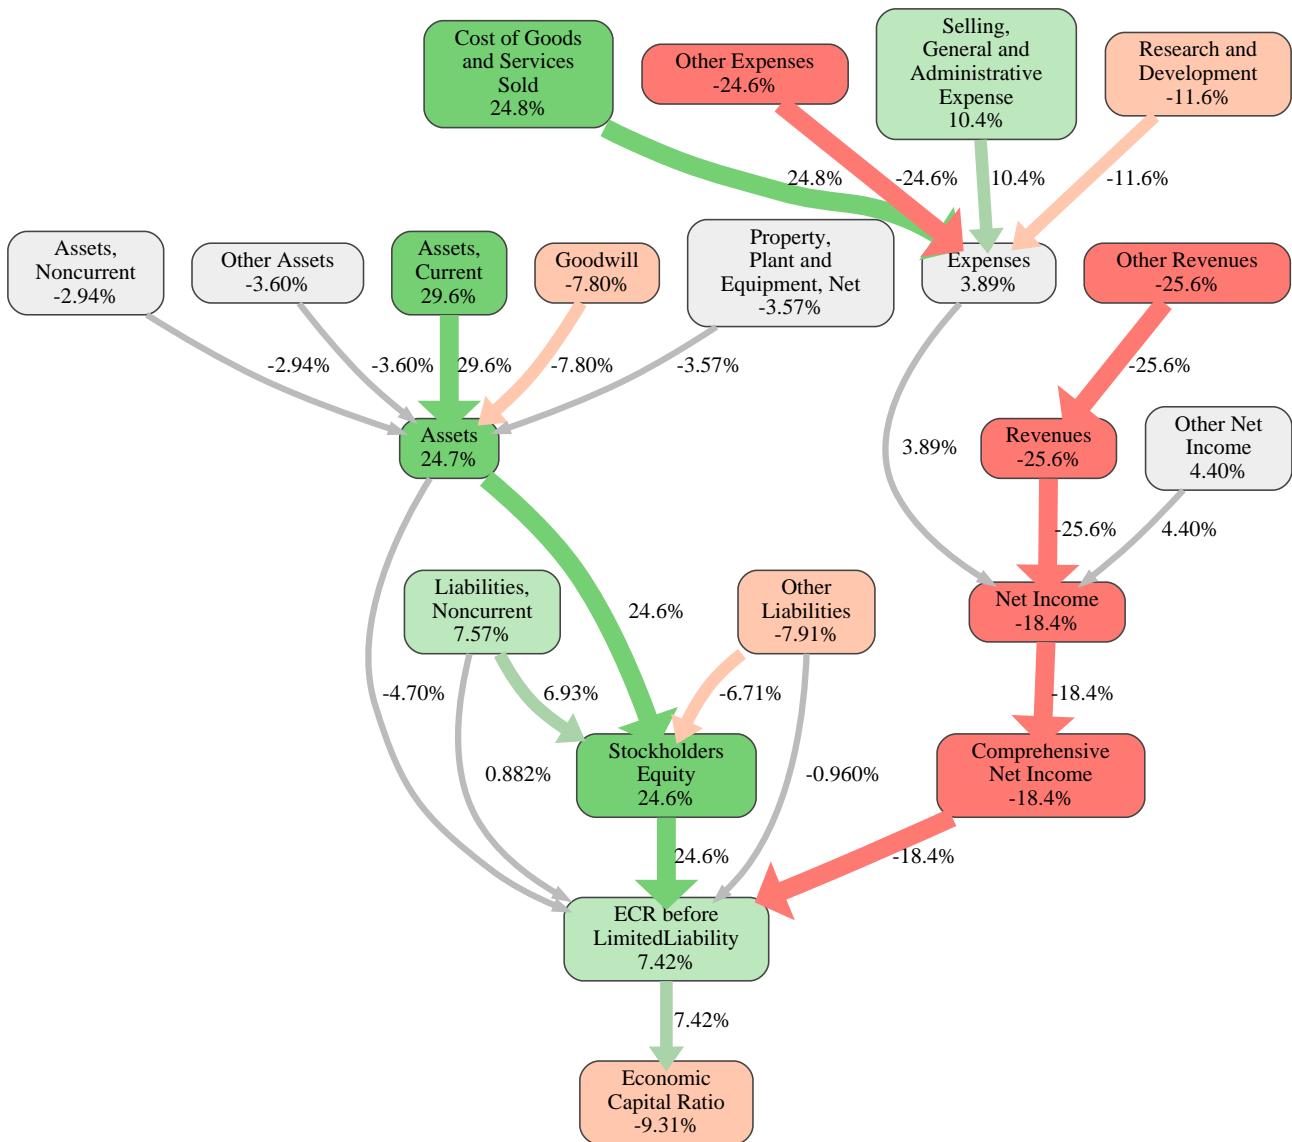 Cost of Goods
and Services
Sold
24.8%
Other Expenses
-24.6%
Selling,
General and
Administrative
Expense
10.4%
Research and
Development
-11.6%
24.8%
-24.6%
10.4%
-11.6%
Assets,
Noncurrent
-2.94%
Other Assets
-3.60%
Assets,
Current
29.6%
Goodwill
-7.80%
Property,
Plant and
Equipment, Net
-3.57%
Expenses
3.89%
Other Revenues
-25.6%
-2.94%
-3.60%
29.6%
-7.80%
-3.57%
-25.6%
Assets
24.7%
3.89%
Revenues
-25.6%
Other Net
Income
4.40%
-25.6%
4.40%
Liabilities,
Noncurrent
7.57%
24.6%
Other
Liabilities
-7.91%
Net Income
-18.4%
-4.70%
6.93%
-6.71%
-18.4%
0.882%
Stockholders
Equity
24.6%
-0.960%
Comprehensive
Net Income
-18.4%
24.6%
-18.4%
ECR before
LimitedLiability
7.42%
7.42%
Economic
Capital Ratio
-9.31%